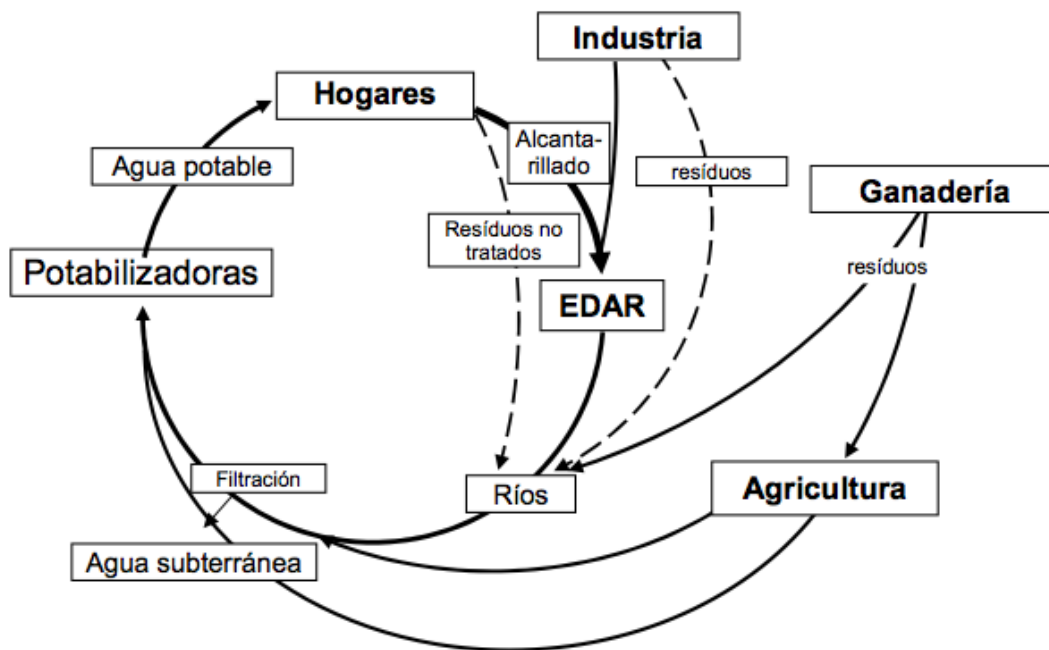 Industria
Hogares
Alcanta-
rillado
Agua potable
resíduos
Ganadería
Resíduos no
tratados
Potabilizadoras
resíduos
EDAR
Filtración
Ríos
Agricultura
Agua subterránea